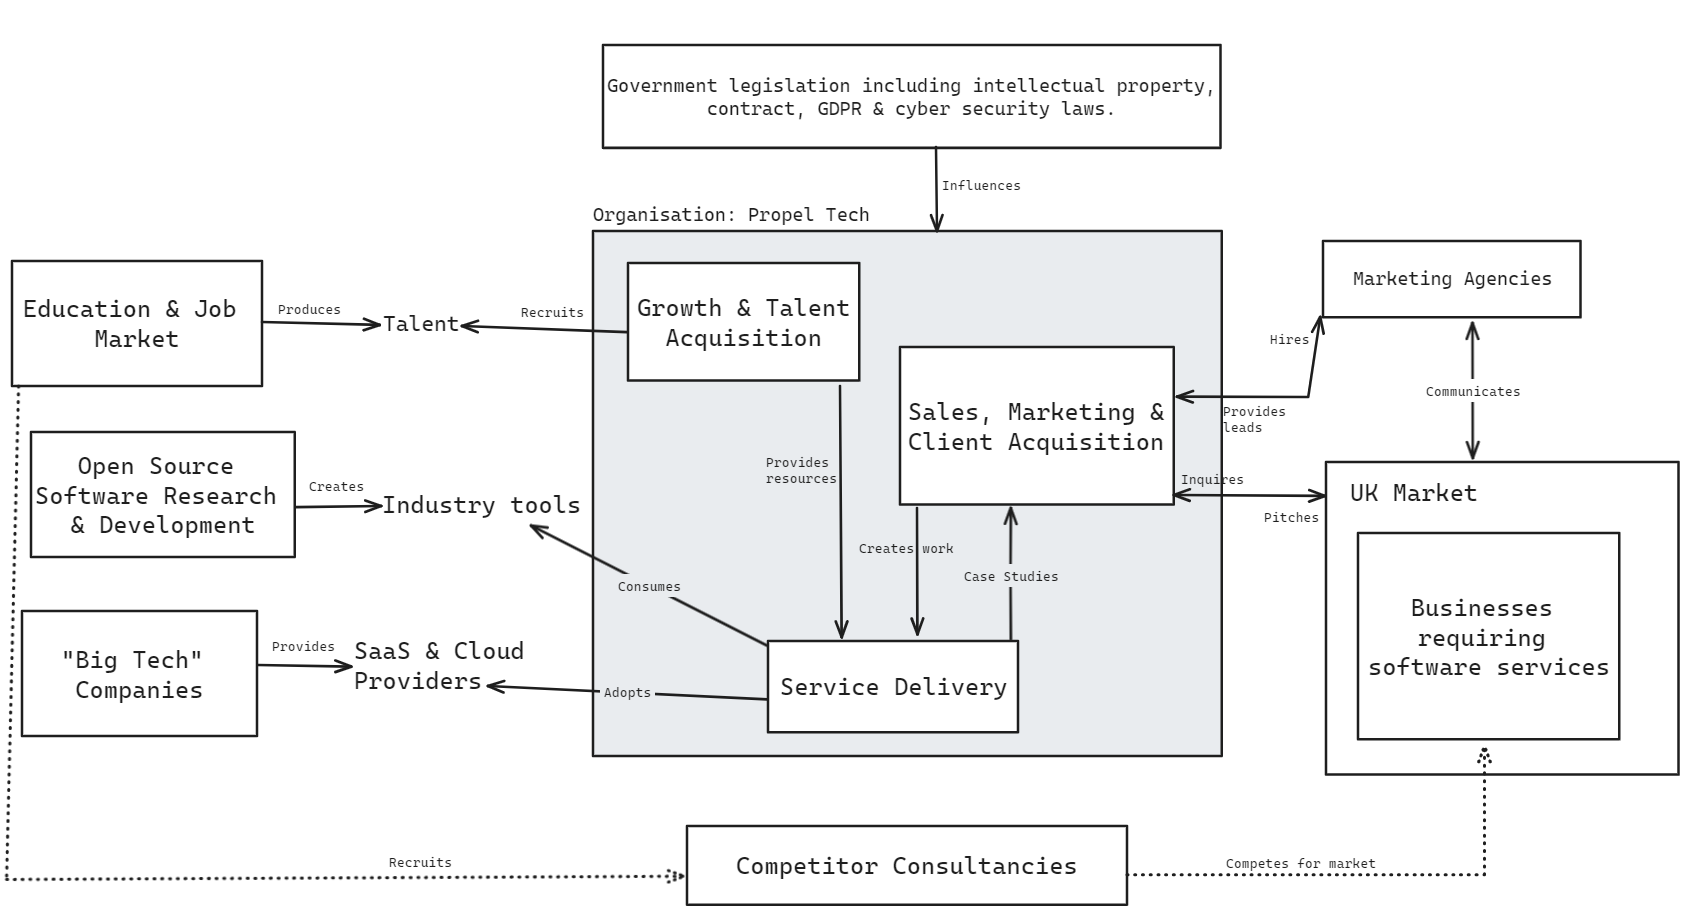 Government legislation including intellectual property,
contract, GDPR & cyber security laws.
Influences
Organisation: Propel Tech
Education & Job
Market
Produces
Talent
Recruits
Growth & Talent
Acquisition
Marketing Agencies
Hires
Provides
leads
Communicates
Sales, Marketing &
Client Acquisition
Open Source
Software Research
& Development
Creates
Industry tools
Provides
resources
Inquires
Pitches
UK Market
Creates work
Case Studies
Consumes
Businesses
requiring
software services
"Big Tech"
Companies
Provides
SaaS & Cloud
Providers
Adopts
Service Delivery
Recruits
Competitor Consultancies
Competes for market